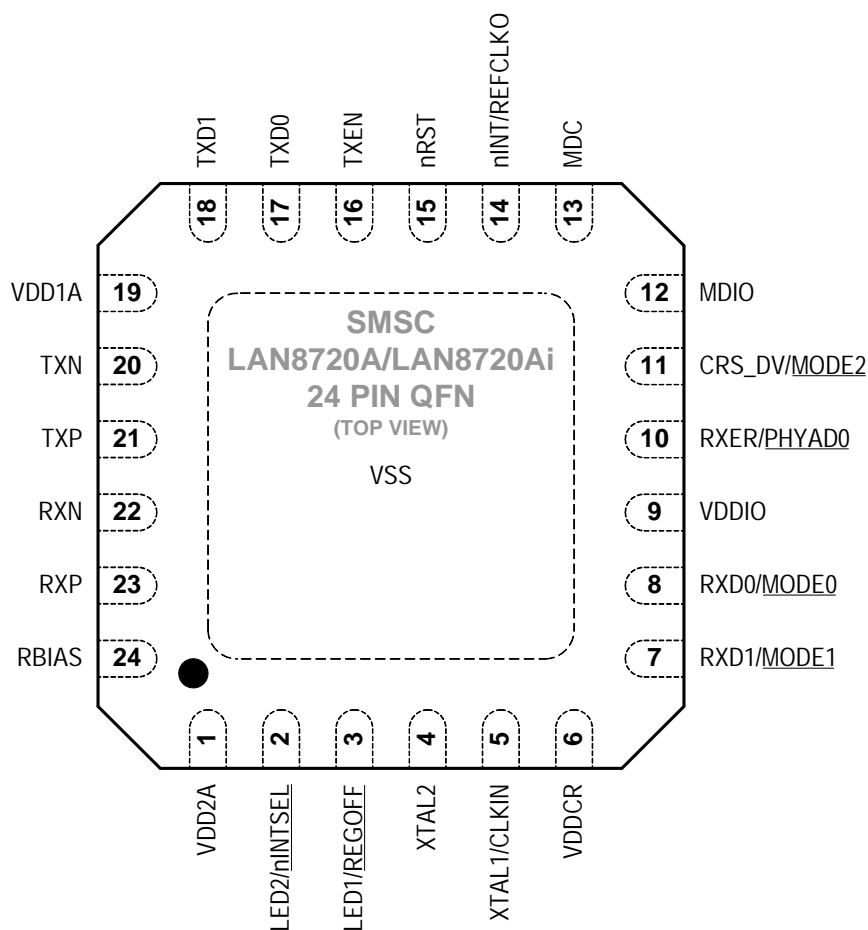 TXD1
TXD0
TXEN
nRST
nINT/REFCLKO
MDC
18
17
16
15
14
13
VDD1A 19
TXN 20
TXP 21
RXN 22
RXP 23
RBIAS 24
SMSC
LAN8720A/LAN8720Ai
24 PIN QFN
(TOP VIEW)
VSS
12 MDIO
11 CRS_DV/MODE2
10 RXER/PHYAD0
9 VDDIO
8 RXD0/MODE0
7 RXD1/MODE1
1
2
3
4
5
6
VDD2A
LED2/nINTSEL
LED1/REGOFF
XTAL2
XTAL1/CLKIN
VDDCR